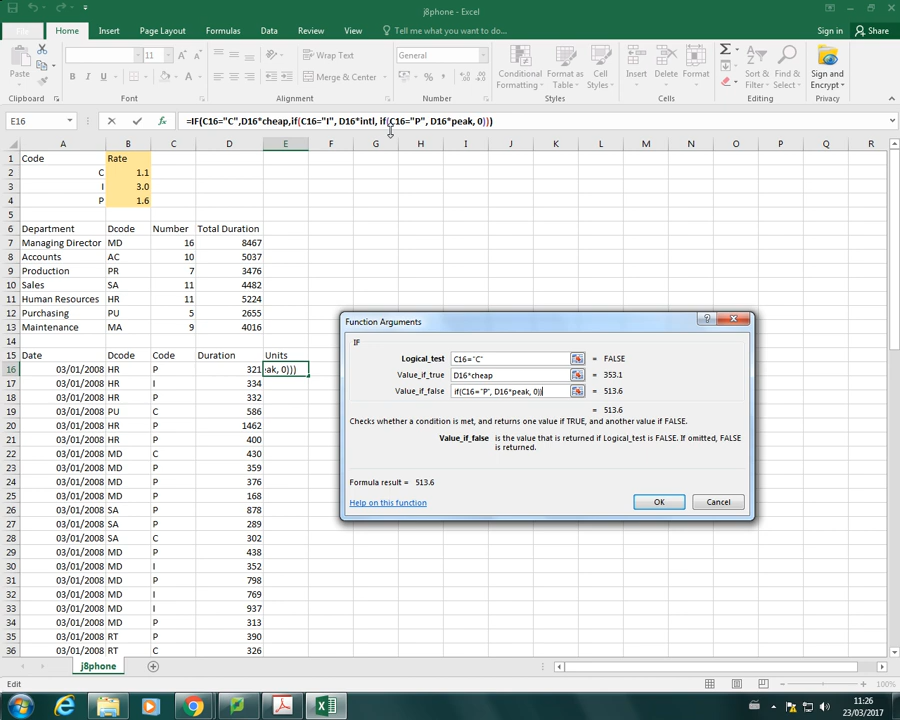 j8phone - Excel
File Home Insert Page Layout Formulas Data Review View Tell me what you want to do... Sign in Share
Paste 11 A A Wrap Text General Conditional Formatting Format as Table Cell Styles Insert Delete Format Sort & Filter Find & Select Sign and Encrypt
B I U A Merge & Center % ,
Clipboard Font Alignment Number Styles Cells Editing Privacy
E16 fx =IF(C16="C",D16*cheap,if(C16="I", D16*intl, if(C16="P", D16*peak, 0)))
A B C D E F G H I J K L M N O P Q R
1 Code Rate
2 C 1.1
3 I 3.0
4 P 1.6
5
6 Department Dcode Number Total Duration
7 Managing Director MD 16 8467
8 Accounts AC 10 5037
9 Production PR 7 3476
10 Sales SA 11 4482
11 Human Resources HR 11 5224
12 Purchasing PU 5 2655
13 Maintenance MA 9 4016
14
15 Date Dcode Code Duration Units
16 03/01/2008 HR P 321 eak, 0)))
17 03/01/2008 HR I 334
18 03/01/2008 HR P 332
19 03/01/2008 PU C 586
20 03/01/2008 HR P 1462
21 03/01/2008 HR P 400
22 03/01/2008 MD C 430
23 03/01/2008 MD P 359
24 03/01/2008 MD P 376
25 03/01/2008 MD P 168
26 03/01/2008 SA P 878
27 03/01/2008 SA P 289
28 03/01/2008 SA C 302
29 03/01/2008 MD P 438
30 03/01/2008 MD I 352
31 03/01/2008 MD P 798
32 03/01/2008 MD I 769
33 03/01/2008 MD I 937
34 03/01/2008 MD P 313
35 03/01/2008 RT P 390
36 03/01/2008 RT C 326
Function Arguments
IF
Logical_test C16="C" = FALSE
Value_if_true D16*cheap = 353.1
Value_if_false if(C16="P", D16*peak, 0)) = 513.6
= 513.6
Checks whether a condition is met, and returns one value if TRUE, and another value if FALSE.
Value_if_false is the value that is returned if Logical_test is FALSE. If omitted, FALSE
is returned.
Formula result = 513.6
Help on this function OK Cancel
j8phone
Edit 100%
11:26
23/03/2017